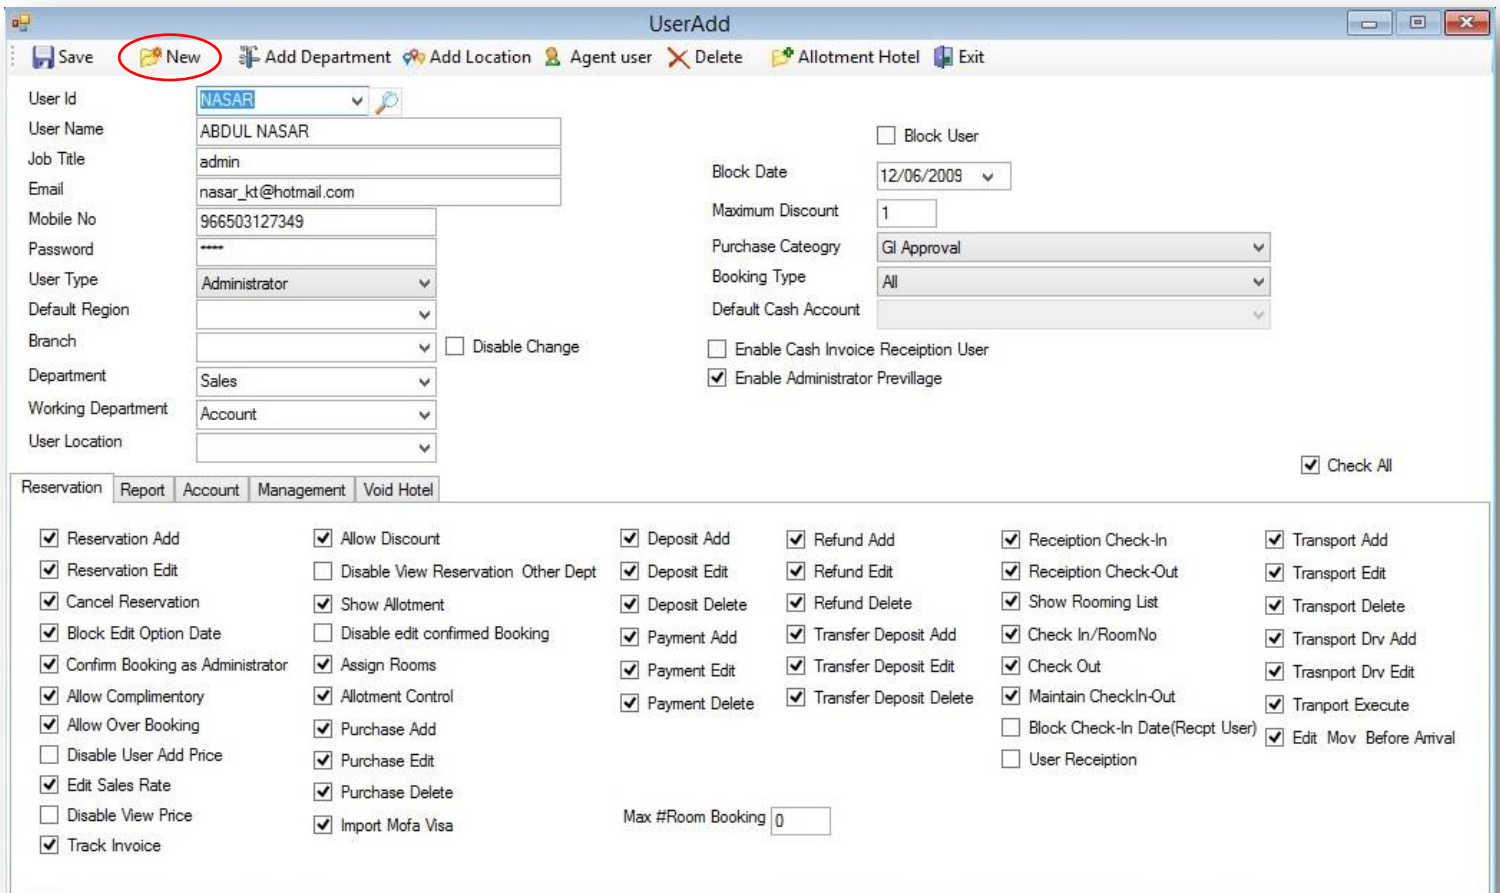 UserAdd
Save New Add Department Add Location Agent user Delete Allotment Hotel Exit
User Id NASAR
User Name ABDUL NASAR Block User
Job Title admin
Block Date 12/06/2009
Email nasar_kt@hotmail.com
Mobile No 966503127349 Maximum Discount 1
Password **** Purchase Cateogry GI Approval
User Type Administrator Booking Type All
Default Region Default Cash Account
Branch Disable Change Enable Cash Invoice Receiption User
Department Sales Enable Administrator Previllage
Working Department Account
User Location
Check All
Reservation Report Account Management Void Hotel
Reservation Add Allow Discount Deposit Add Refund Add Receiption Check-In Transport Add
Reservation Edit Disable View Reservation Other Dept Deposit Edit Refund Edit Receiption Check-Out Transport Edit
Cancel Reservation Show Allotment Deposit Delete Refund Delete Show Rooming List Transport Delete
Block Edit Option Date Disable edit confirmed Booking Payment Add Transfer Deposit Add Check In/RoomNo Transport Drv Add
Confirm Booking as Administrator Assign Rooms Payment Edit Transfer Deposit Edit Check Out Trasnport Drv Edit
Allow Complimentory Allotment Control Payment Delete Transfer Deposit Delete Maintain CheckIn-Out Tranport Execute
Allow Over Booking Purchase Add Block Check-In Date(Recpt User) Edit Mov Before Arrival
Disable User Add Price Purchase Edit User Receiption
Edit Sales Rate Purchase Delete
Disable View Price Import Mofa Visa Max #Room Booking 0
Track Invoice